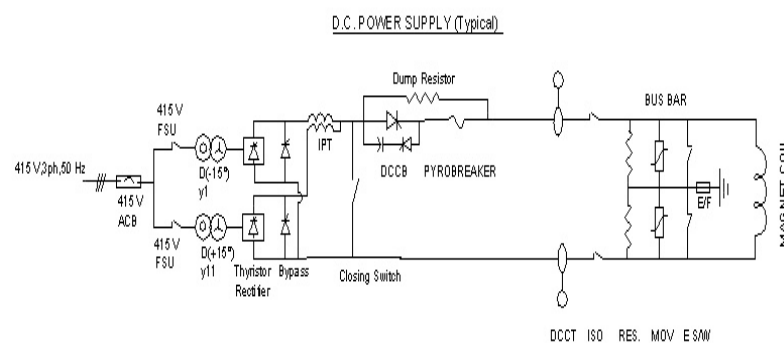 D.C. POWER SUPPLY (Typical)
Dump Resistor
415 V
FSU
BUS BAR
IPT
415 V,3ph,50 Hz
D(-15°)
y1
DCCB PYROBREAKER
MAGNET COIL
415 V
ACB
E/F
415 V
FSU
D(+15°)
y11
Thyristor
Rectifier
Bypass
Closing Switch
DCCT ISO RES. MOV E S/W